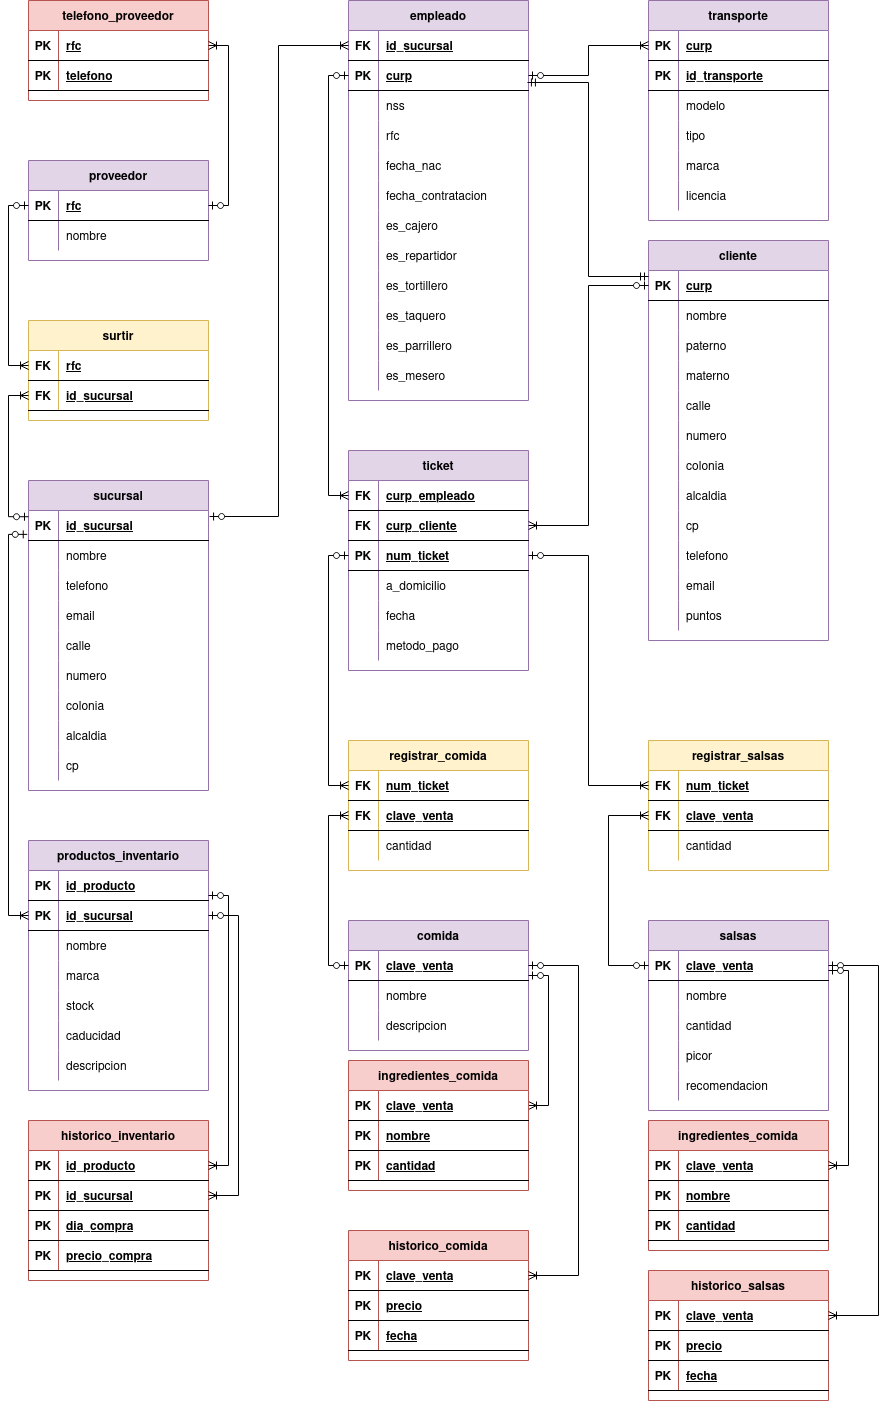 telefono_proveedor
PK rfc
PK telefono
proveedor
PK rfc
nombre
surtir
FK rfc
FK id_sucursal
sucursal
PK id_sucursal
nombre
telefono
email
calle
numero
colonia
alcaldia
cp
productos_inventario
PK id_producto
PK id_sucursal
nombre
marca
stock
caducidad
descripcion
historico_inventario
PK id_producto
PK id_sucursal
PK dia_compra
PK precio_compra
empleado
FK id_sucursal
PK curp
nss
rfc
fecha_nac
fecha_contratacion
es_cajero
es_repartidor
es_tortillero
es_taquero
es_parrillero
es_mesero
ticket
FK curp_empleado
FK curp_cliente
PK num_ticket
a_domicilio
fecha
metodo_pago
registrar_comida
FK num_ticket
FK clave_venta
cantidad
comida
PK clave_venta
nombre
descripcion
ingredientes_comida
PK clave_venta
PK nombre
PK cantidad
historico_comida
PK clave_venta
PK precio
PK fecha
transporte
PK curp
PK id_transporte
modelo
tipo
marca
licencia
cliente
PK curp
nombre
paterno
materno
calle
numero
colonia
alcaldia
cp
telefono
email
puntos
registrar_salsas
FK num_ticket
FK clave_venta
cantidad
salsas
PK clave_venta
nombre
cantidad
picor
recomendacion
ingredientes_comida
PK clave_venta
PK nombre
PK cantidad
historico_salsas
PK clave_venta
PK precio
PK fecha